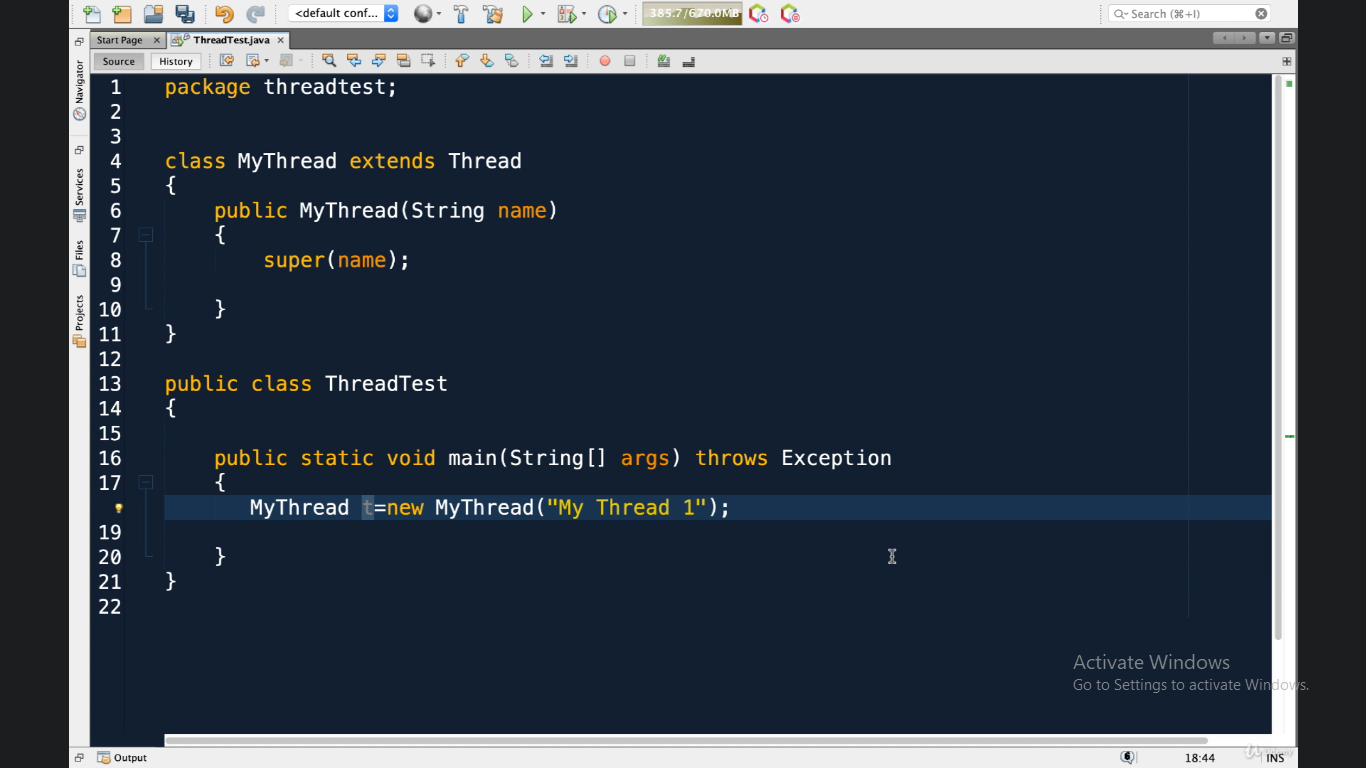 <default conf...
385.7/670.0MB
Search (⌘+I)
Start Page
ThreadTest.java
Source
History
Navigator
Services
Files
Projects
1 package threadtest;
2
3
4 class MyThread extends Thread
5 {
6 public MyThread(String name)
7 {
8 super(name);
9
10 }
11 }
12
13 public class ThreadTest
14 {
15
16 public static void main(String[] args) throws Exception
17 {
MyThread t=new MyThread("My Thread 1");
19
20 }
21 }
22
Activate Windows
Go to Settings to activate Windows.
Output
6
18:44
INS